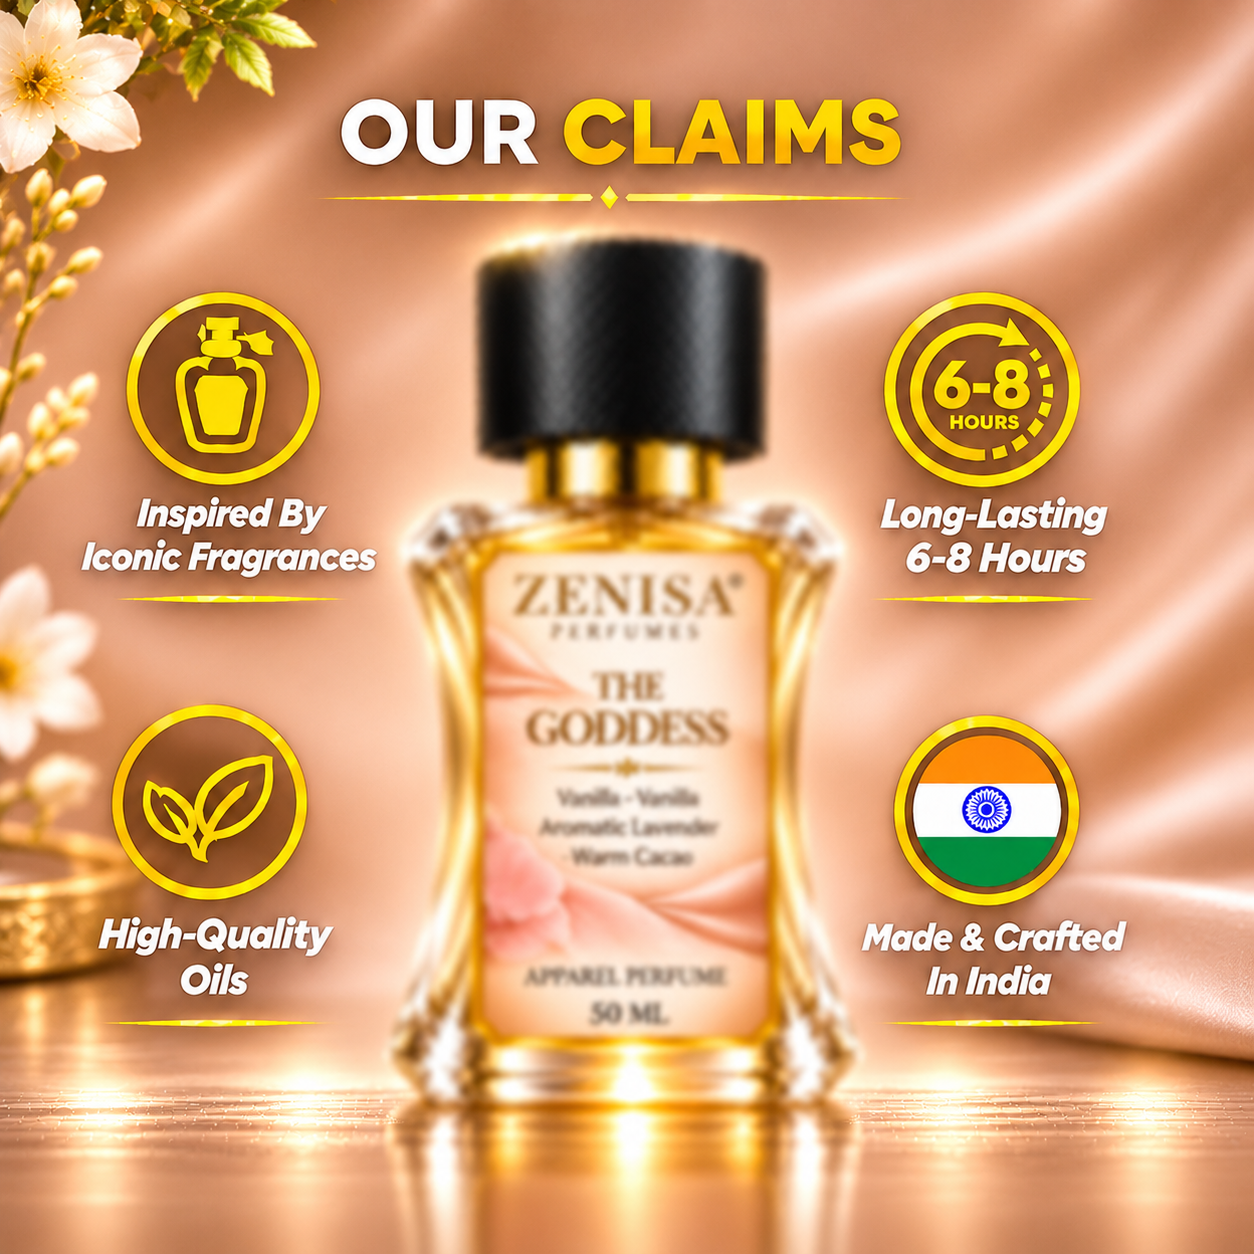 OUR CLAIMS
Inspired By
Iconic Fragrances
6-8
HOURS
Long-Lasting
6-8 Hours
ZENISA®
PERFUMES
THE
GODDESS
Vanilla - Vanilla
Aromatic Lavender
Warm Cacao
APPAREL PERFUME
50 ML
High-Quality
Oils
Made & Crafted
In India